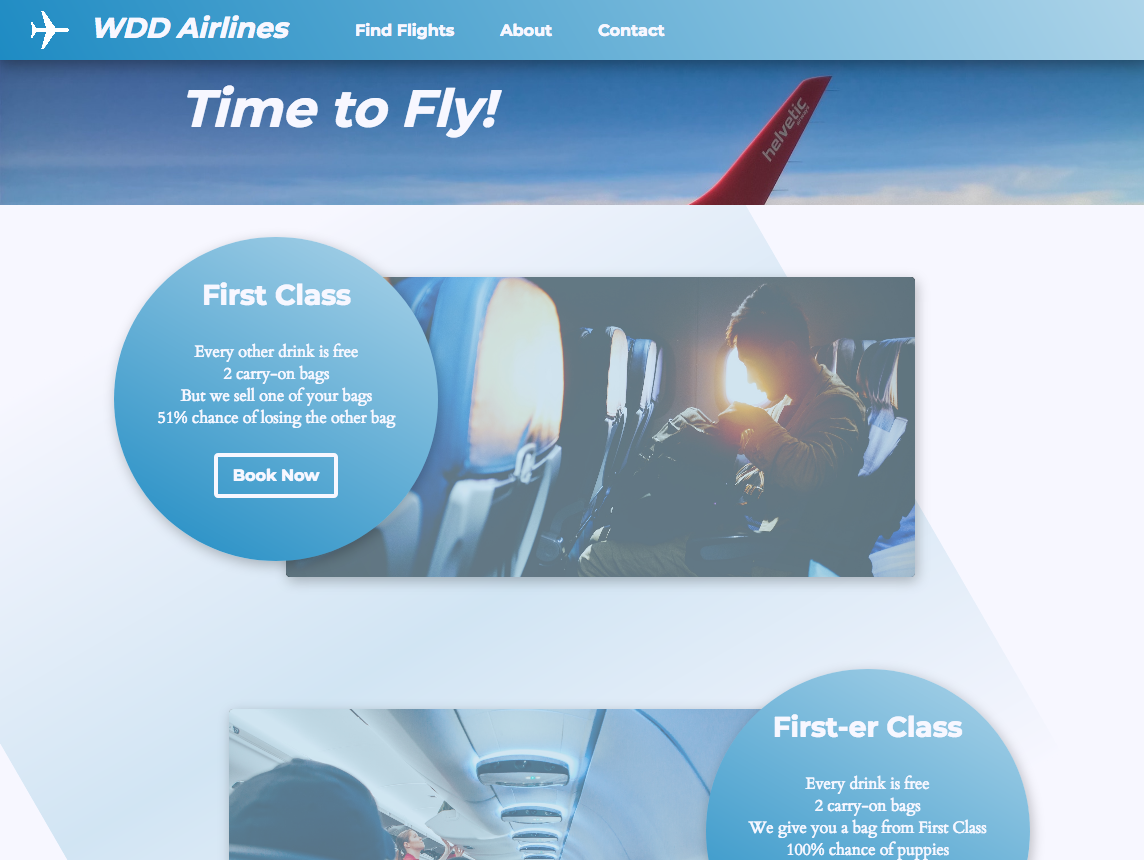 WDD Airlines
Find Flights
About
Contact
Time to Fly!
helvetic
airways
First Class
Every other drink is free
2 carry-on bags
But we sell one of your bags
51% chance of losing the other bag
Book Now
First-er Class
Every drink is free
2 carry-on bags
We give you a bag from First Class
100% chance of puppies